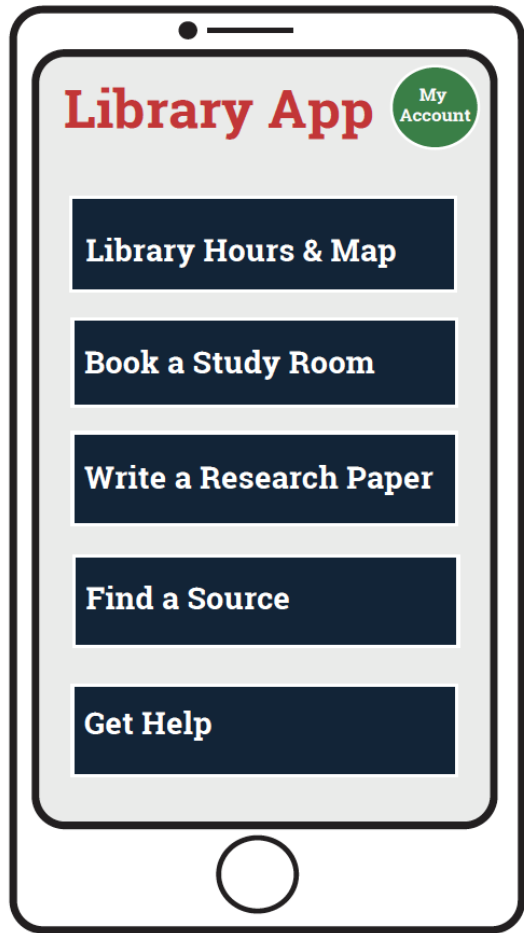 Library App
My
Account
Library Hours & Map
Book a Study Room
Write a Research Paper
Find a Source
Get Help